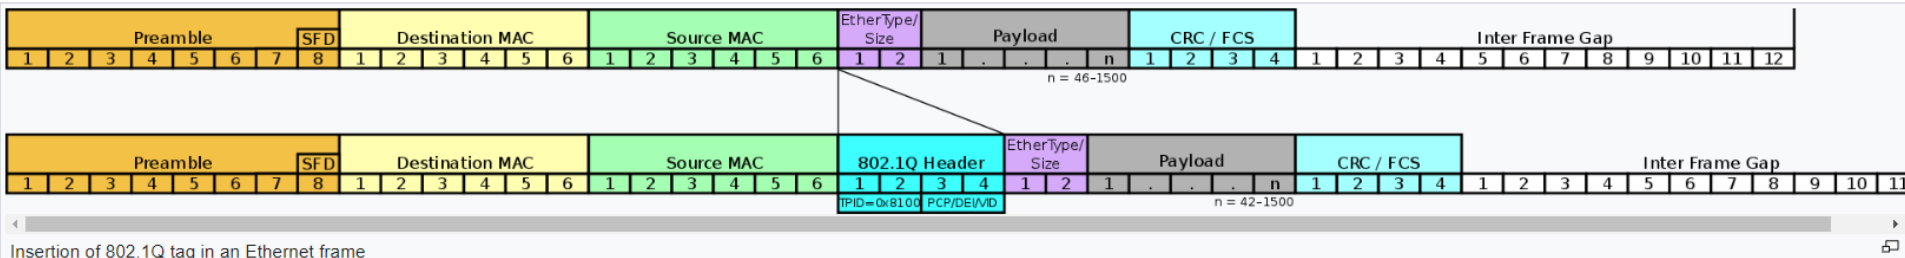 EtherType/
Preamble SFD Destination MAC Source MAC Size Payload CRC / FCS Inter Frame Gap
1 2 3 4 5 6 7 8 1 2 3 4 5 6 1 2 3 4 5 6 1 2 1 . . . n 1 2 3 4 1 2 3 4 5 6 7 8 9 10 11 12
n = 46-1500
EtherType/
Preamble SFD Destination MAC Source MAC 802.1Q Header Size Payload CRC / FCS Inter Frame Gap
1 2 3 4 5 6 7 8 1 2 3 4 5 6 1 2 3 4 5 6 1 2 3 4 1 2 1 . . . n 1 2 3 4 1 2 3 4 5 6 7 8 9 10 11
TPID=0x8100 PCP/DEI/VID n = 42-1500
Insertion of 802.1Q tag in an Ethernet frame